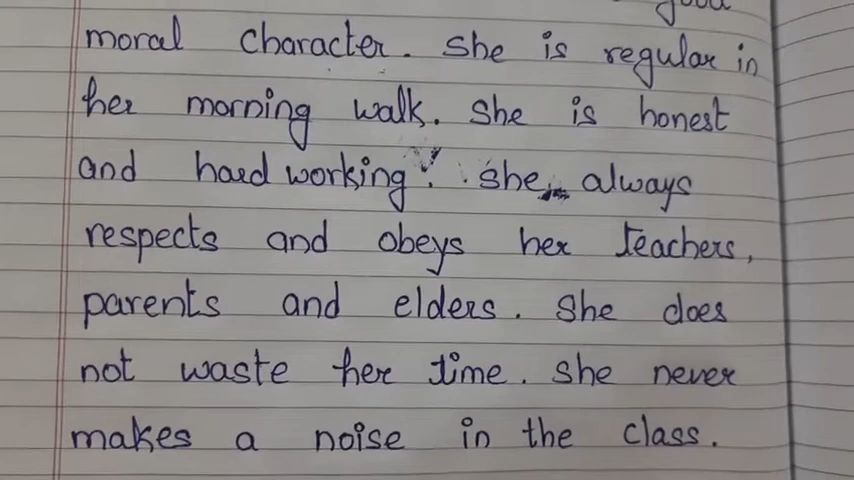 good
moral character. She is regular in
her morning walk. She is honest
and hard working. She always
respects and obeys her teachers,
parents and elders. She does
not waste her time. She never
makes a noise in the class.